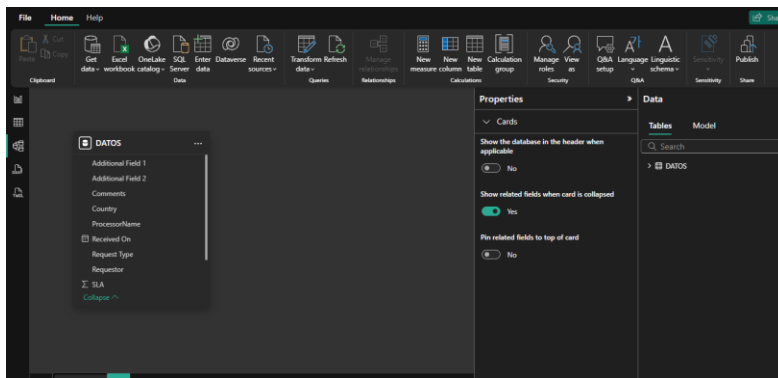 File Home Help
Sha
Cut
Copy
Paste
Get data
Excel workbook
OneLake catalog
SQL Server
Enter data
Dataverse
Recent sources
Transform data
Refresh
Manage relationships
New measure
New column
New table
Calculation group
Manage roles
View as
Q&A setup
Language
Linguistic schema
Sensitivity
Publish
Clipboard
Data
Queries
Relationships
Calculations
Security
Q&A
Sensitivity
Share
DATOS
Additional Field 1
Additional Field 2
Comments
Country
ProcessorName
Received On
Request Type
Requestor
SLA
Collapse
Properties
Cards
Show the database in the header when
applicable
No
Show related fields when card is collapsed
Yes
Pin related fields to top of card
No
Data
Tables Model
Search
DATOS